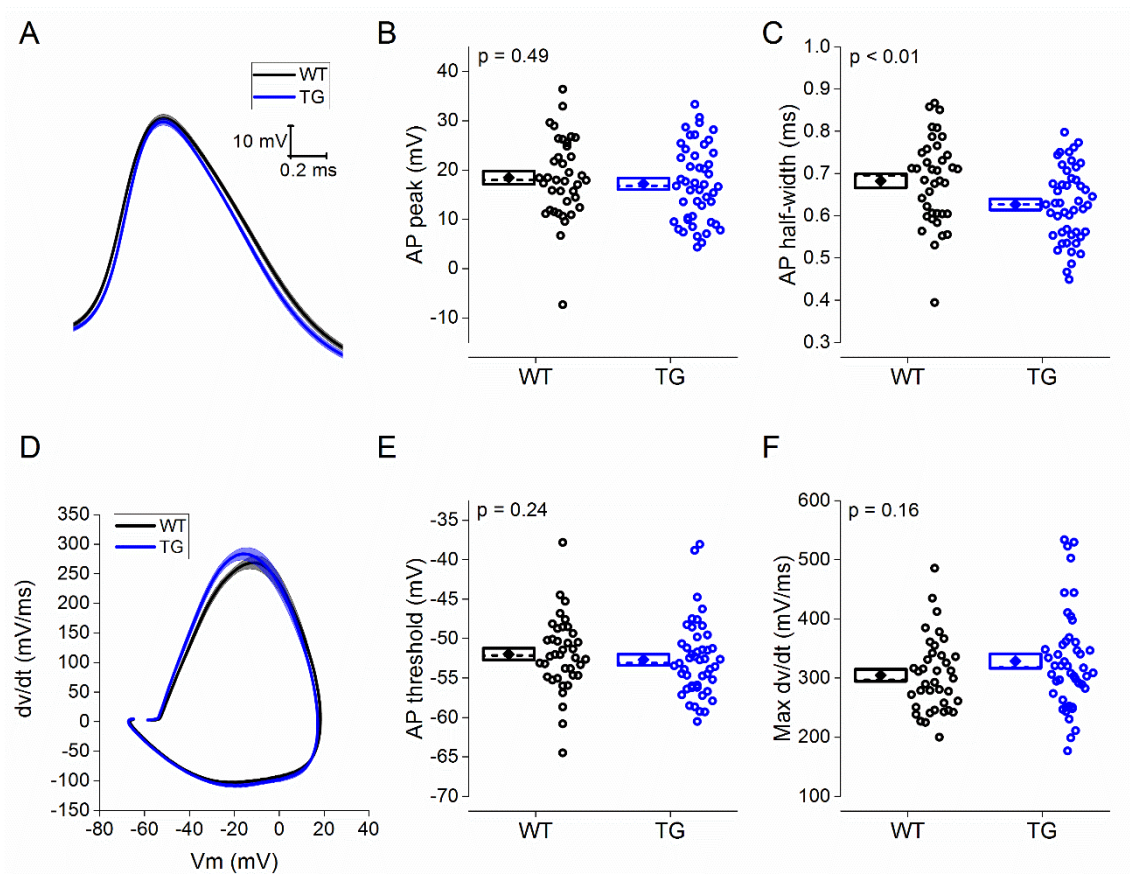 A
WT
TG
10 mV
0.2 ms
B
p = 0.49
AP peak (mV)
40
30
20
10
0
-10
WT
TG
C
p < 0.01
AP half-width (ms)
1.0
0.9
0.8
0.7
0.6
0.5
0.4
0.3
WT
TG
D
WT
TG
dv/dt (mV/ms)
350
300
250
200
150
100
50
0
-50
-100
-150
-80
-60
-40
-20
0
20
40
Vm (mV)
E
p = 0.24
AP threshold (mV)
-35
-40
-45
-50
-55
-60
-65
-70
WT
TG
F
p = 0.16
Max dv/dt (mV/ms)
600
500
400
300
200
100
WT
TG